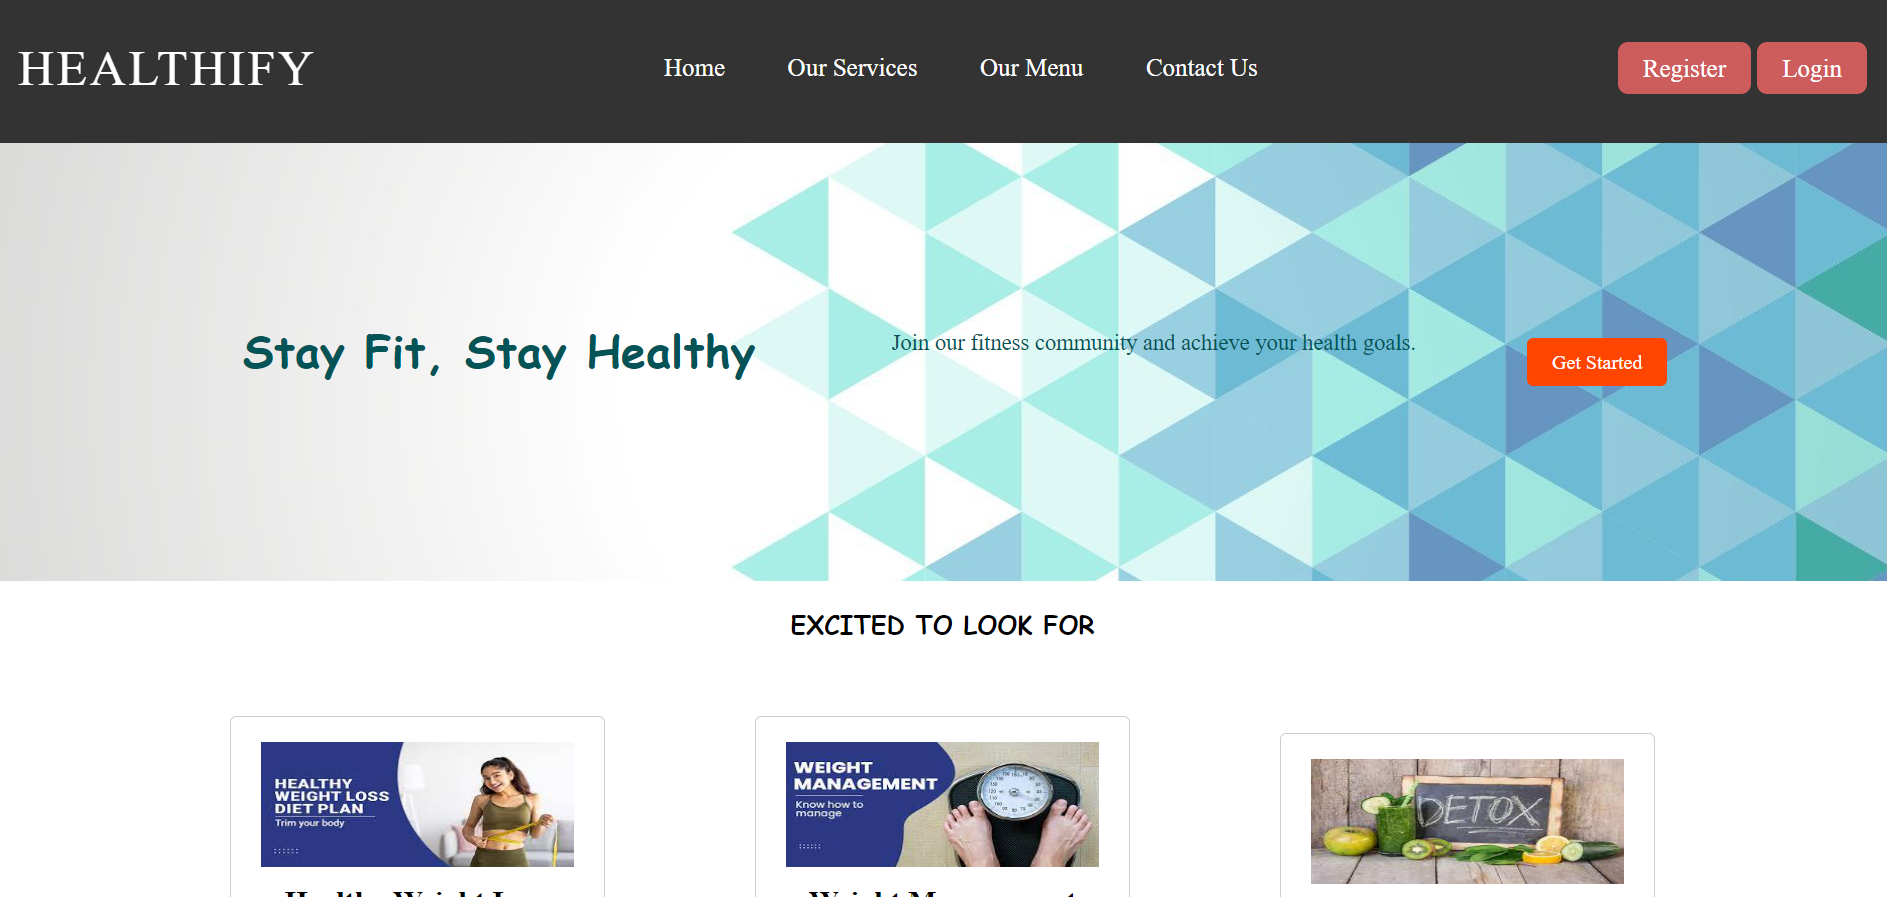 HEALTHIFY
Home
Our Services
Our Menu
Contact Us
Register
Login
Stay Fit, Stay Healthy
Join our fitness community and achieve your health goals.
Get Started
EXCITED TO LOOK FOR
HEALTHY
WEIGHT LOSS
DIET PLAN
Trim your body
WEIGHT
MANAGEMENT
Know how to
manage
DETOX